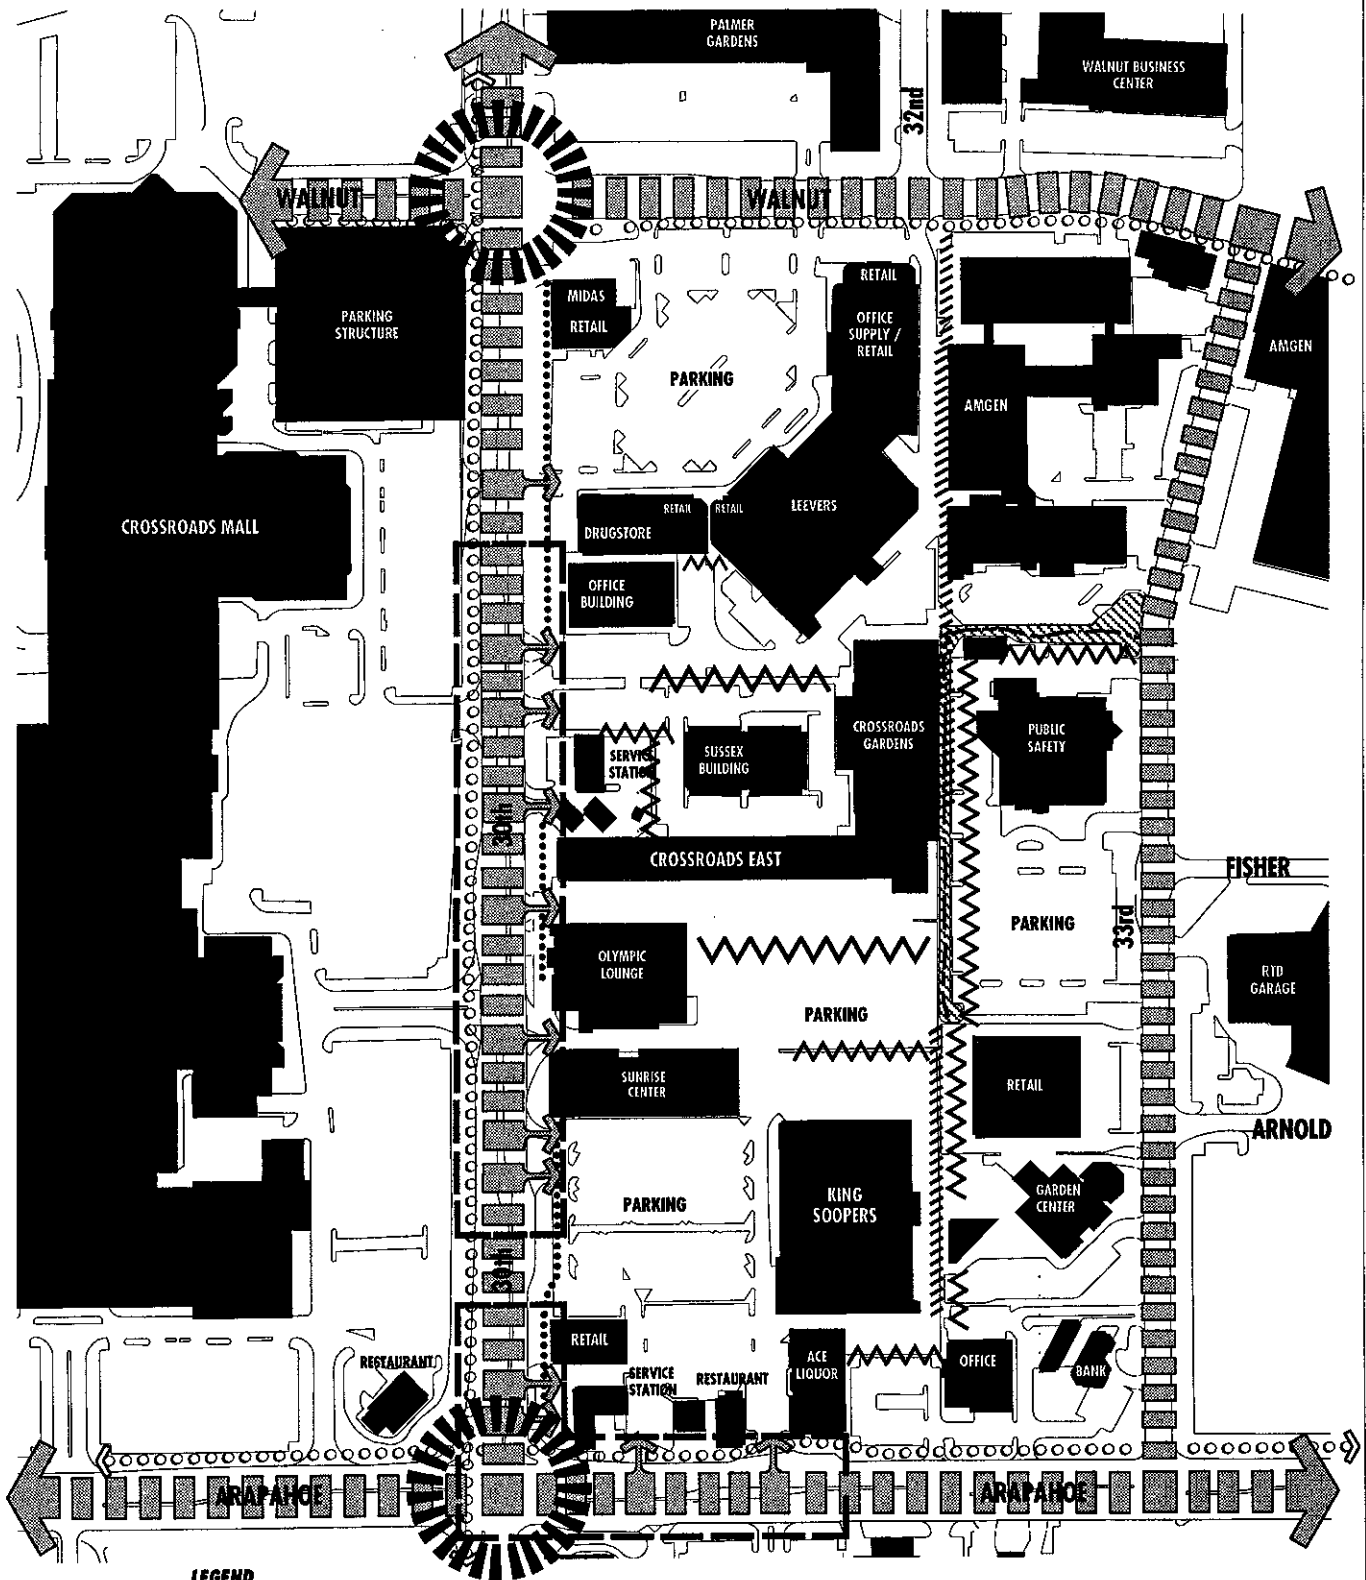 PALMER
GARDENS
WALNUT BUSINESS
CENTER
32nd
WALNUT
WALNUT
RETAIL
MIDAS
RETAIL
OFFICE
SUPPLY /
RETAIL
PARKING
STRUCTURE
AMGEN
PARKING
AMGEN
CROSSROADS MALL
RETAIL
RETAIL
LEEVERS
DRUGSTORE
OFFICE
BUILDING
CROSSROADS
GARDENS
PUBLIC
SAFETY
SERVICE
STATION
SUSSEX
BUILDING
30th
CROSSROADS EAST
FISHER
PARKING
33rd
OLYMPIC
LOUNGE
RTD
GARAGE
PARKING
SUNRISE
CENTER
RETAIL
ARNOLD
KING
SOOPERS
GARDEN
CENTER
PARKING
30th
RETAIL
RESTAURANT
SERVICE
STATION
RESTAURANT
ACE
LIQUOR
OFFICE
BANK
ARAPAHOE
ARAPAHOE
LEGEND